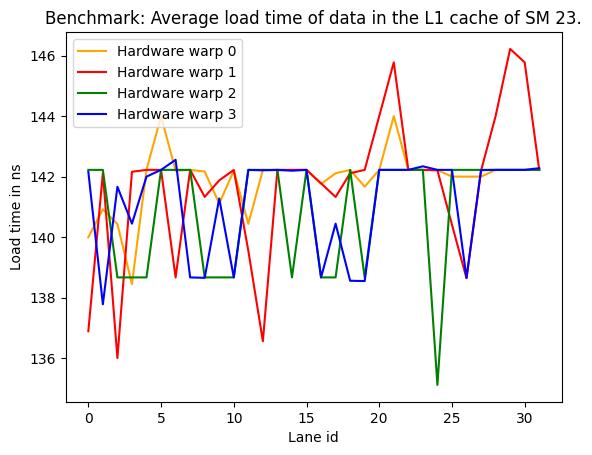 Benchmark: Average load time of data in the L1 cache of SM 23.
Hardware warp 0
Hardware warp 1
Hardware warp 2
Hardware warp 3
146
144
142
140
138
136
Load time in ns
0 5 10 15 20 25 30
Lane id